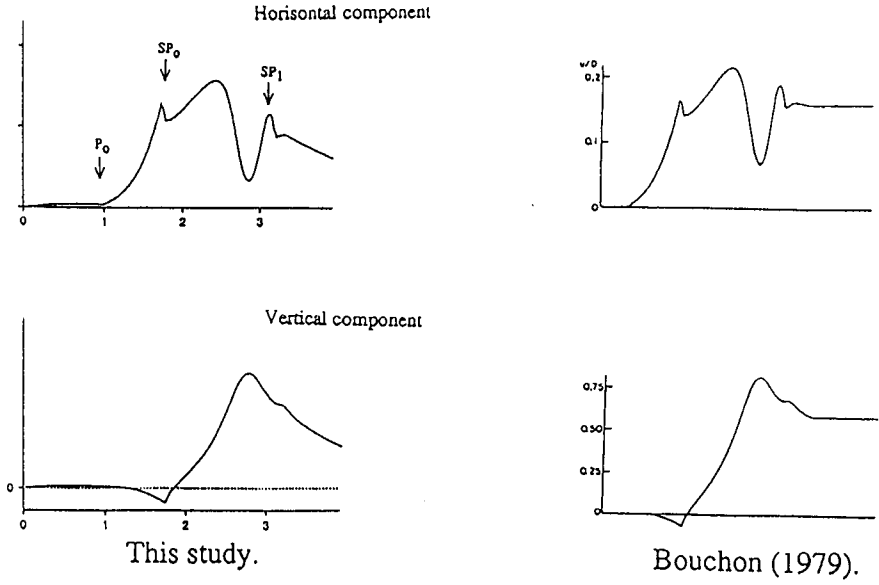 Horisontal component
SP₀
SP₁
P₀
0
1
2
3
u/D
0.2
0.1
0
Vertical component
0
0
1
2
3
0.75
0.50
0.25
0
This study.
Bouchon (1979).